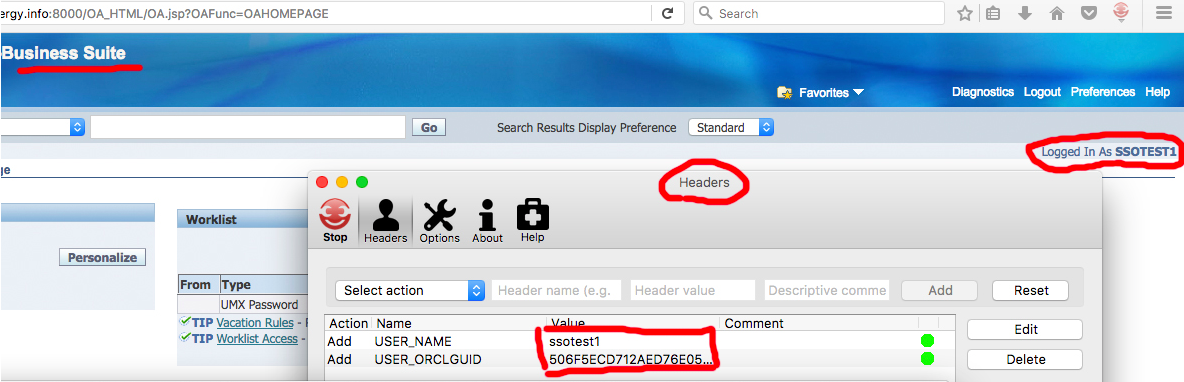 ergy.info:8000/OA_HTML/OA.jsp?OAFunc=OAHOMEPAGE
Search
Business Suite
Favorites
Diagnostics Logout Preferences Help
Go
Search Results Display Preference
Standard
Logged In As SSOTEST1
ge
Headers
Worklist
Stop Headers Options About Help
Personalize
From Type
Select action
Header name (e.g.
Header value
Descriptive comme
Add
Reset
UMX Password
TIP Vacation Rules -
TIP Worklist Access -
Action Name Value Comment
Add USER_NAME ssotest1
Add USER_ORCLGUID 506F5ECD712AED76E05...
Edit
Delete